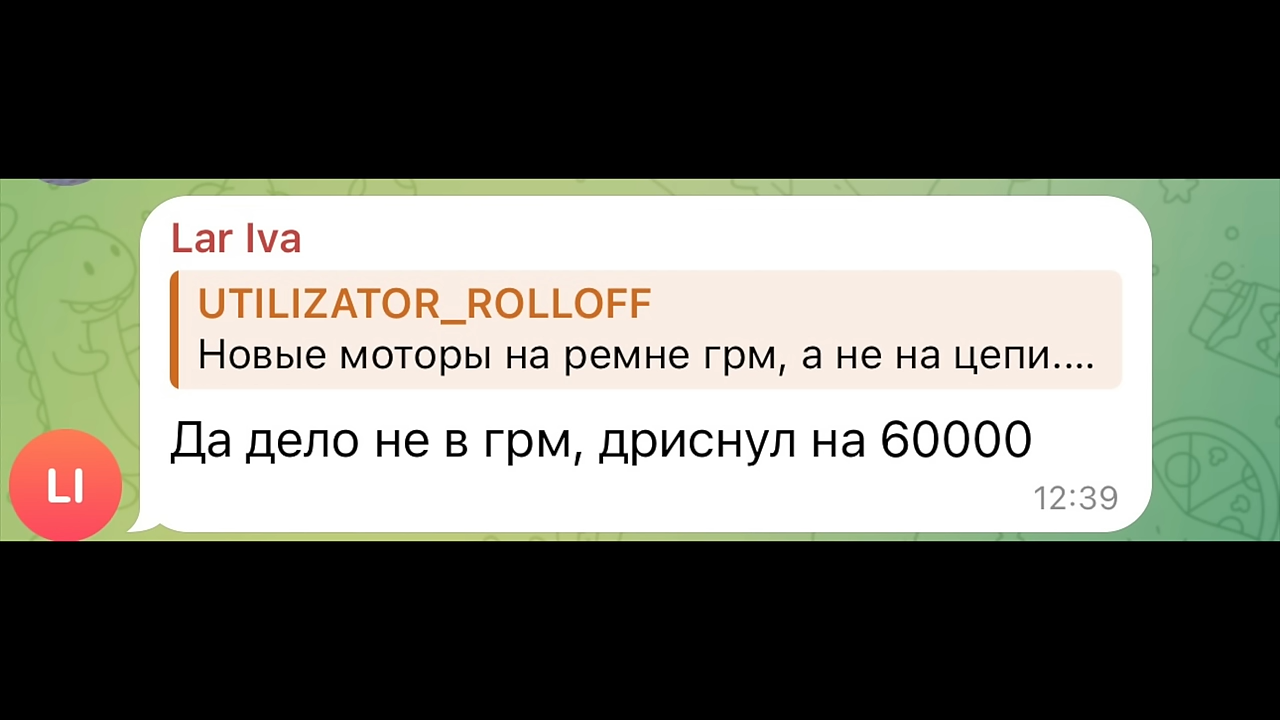 Lar Iva
UTILIZATOR_ROLLOFF
Новые моторы на ремне грм, а не на цепи....
Да дело не в грм, дриснул на 60000
12:39
LI